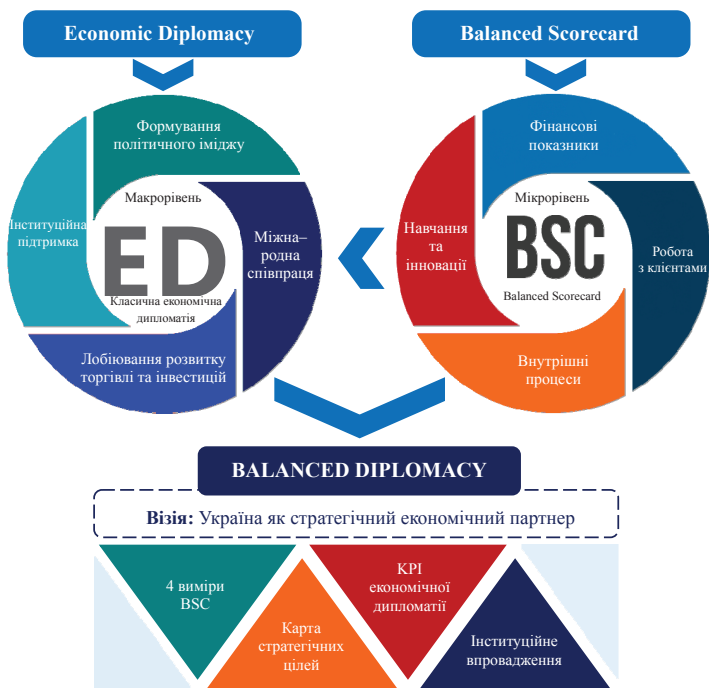 Economic Diplomacy
Balanced Scorecard
Формування
політичного іміджу
Інституційна
підтримка
Макрорівень
ED
Класична економічна
дипломатія
Міжна–
родна
співпраця
Лобіювання розвитку
торгівлі та інвестицій
Фінансові
показники
Навчання
та
інновації
Мікрорівень
BSC
Balanced Scorecard
Робота
з клієнтами
Внутрішні
процеси
BALANCED DIPLOMACY
Візія: Україна як стратегічний економічний партнер
4 виміри
BSC
Карта
стратегічних
цілей
KPI
економічної
дипломатії
Інституційне
впровадження